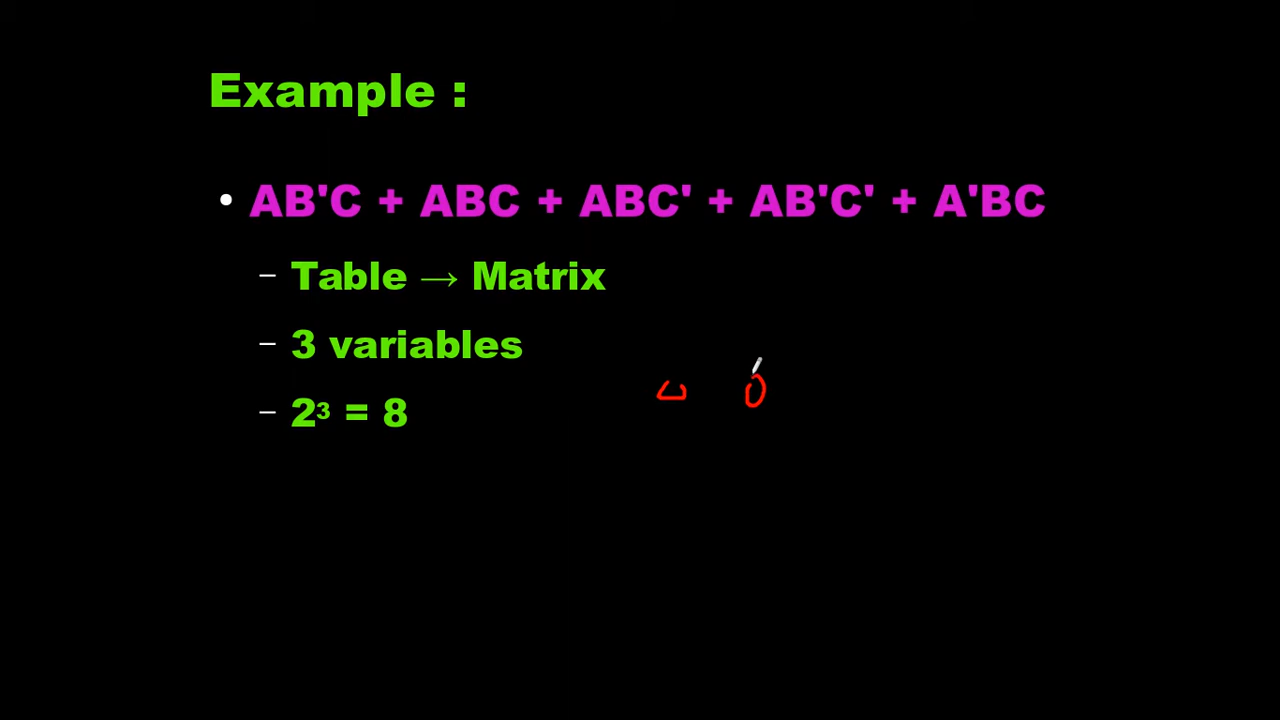 Example :
• AB'C + ABC + ABC' + AB'C' + A'BC
– Table → Matrix
– 3 variables
– 2³ = 8